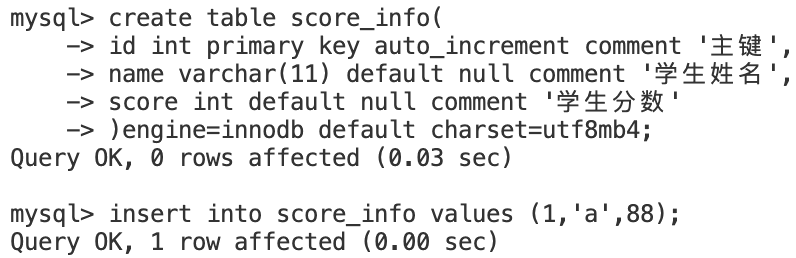 mysql> create table score_info(
    -> id int primary key auto_increment comment '主键',
    -> name varchar(11) default null comment '学生姓名',
    -> score int default null comment '学生分数'
    -> )engine=innodb default charset=utf8mb4;
Query OK, 0 rows affected (0.03 sec)

mysql> insert into score_info values (1,'a',88);
Query OK, 1 row affected (0.00 sec)